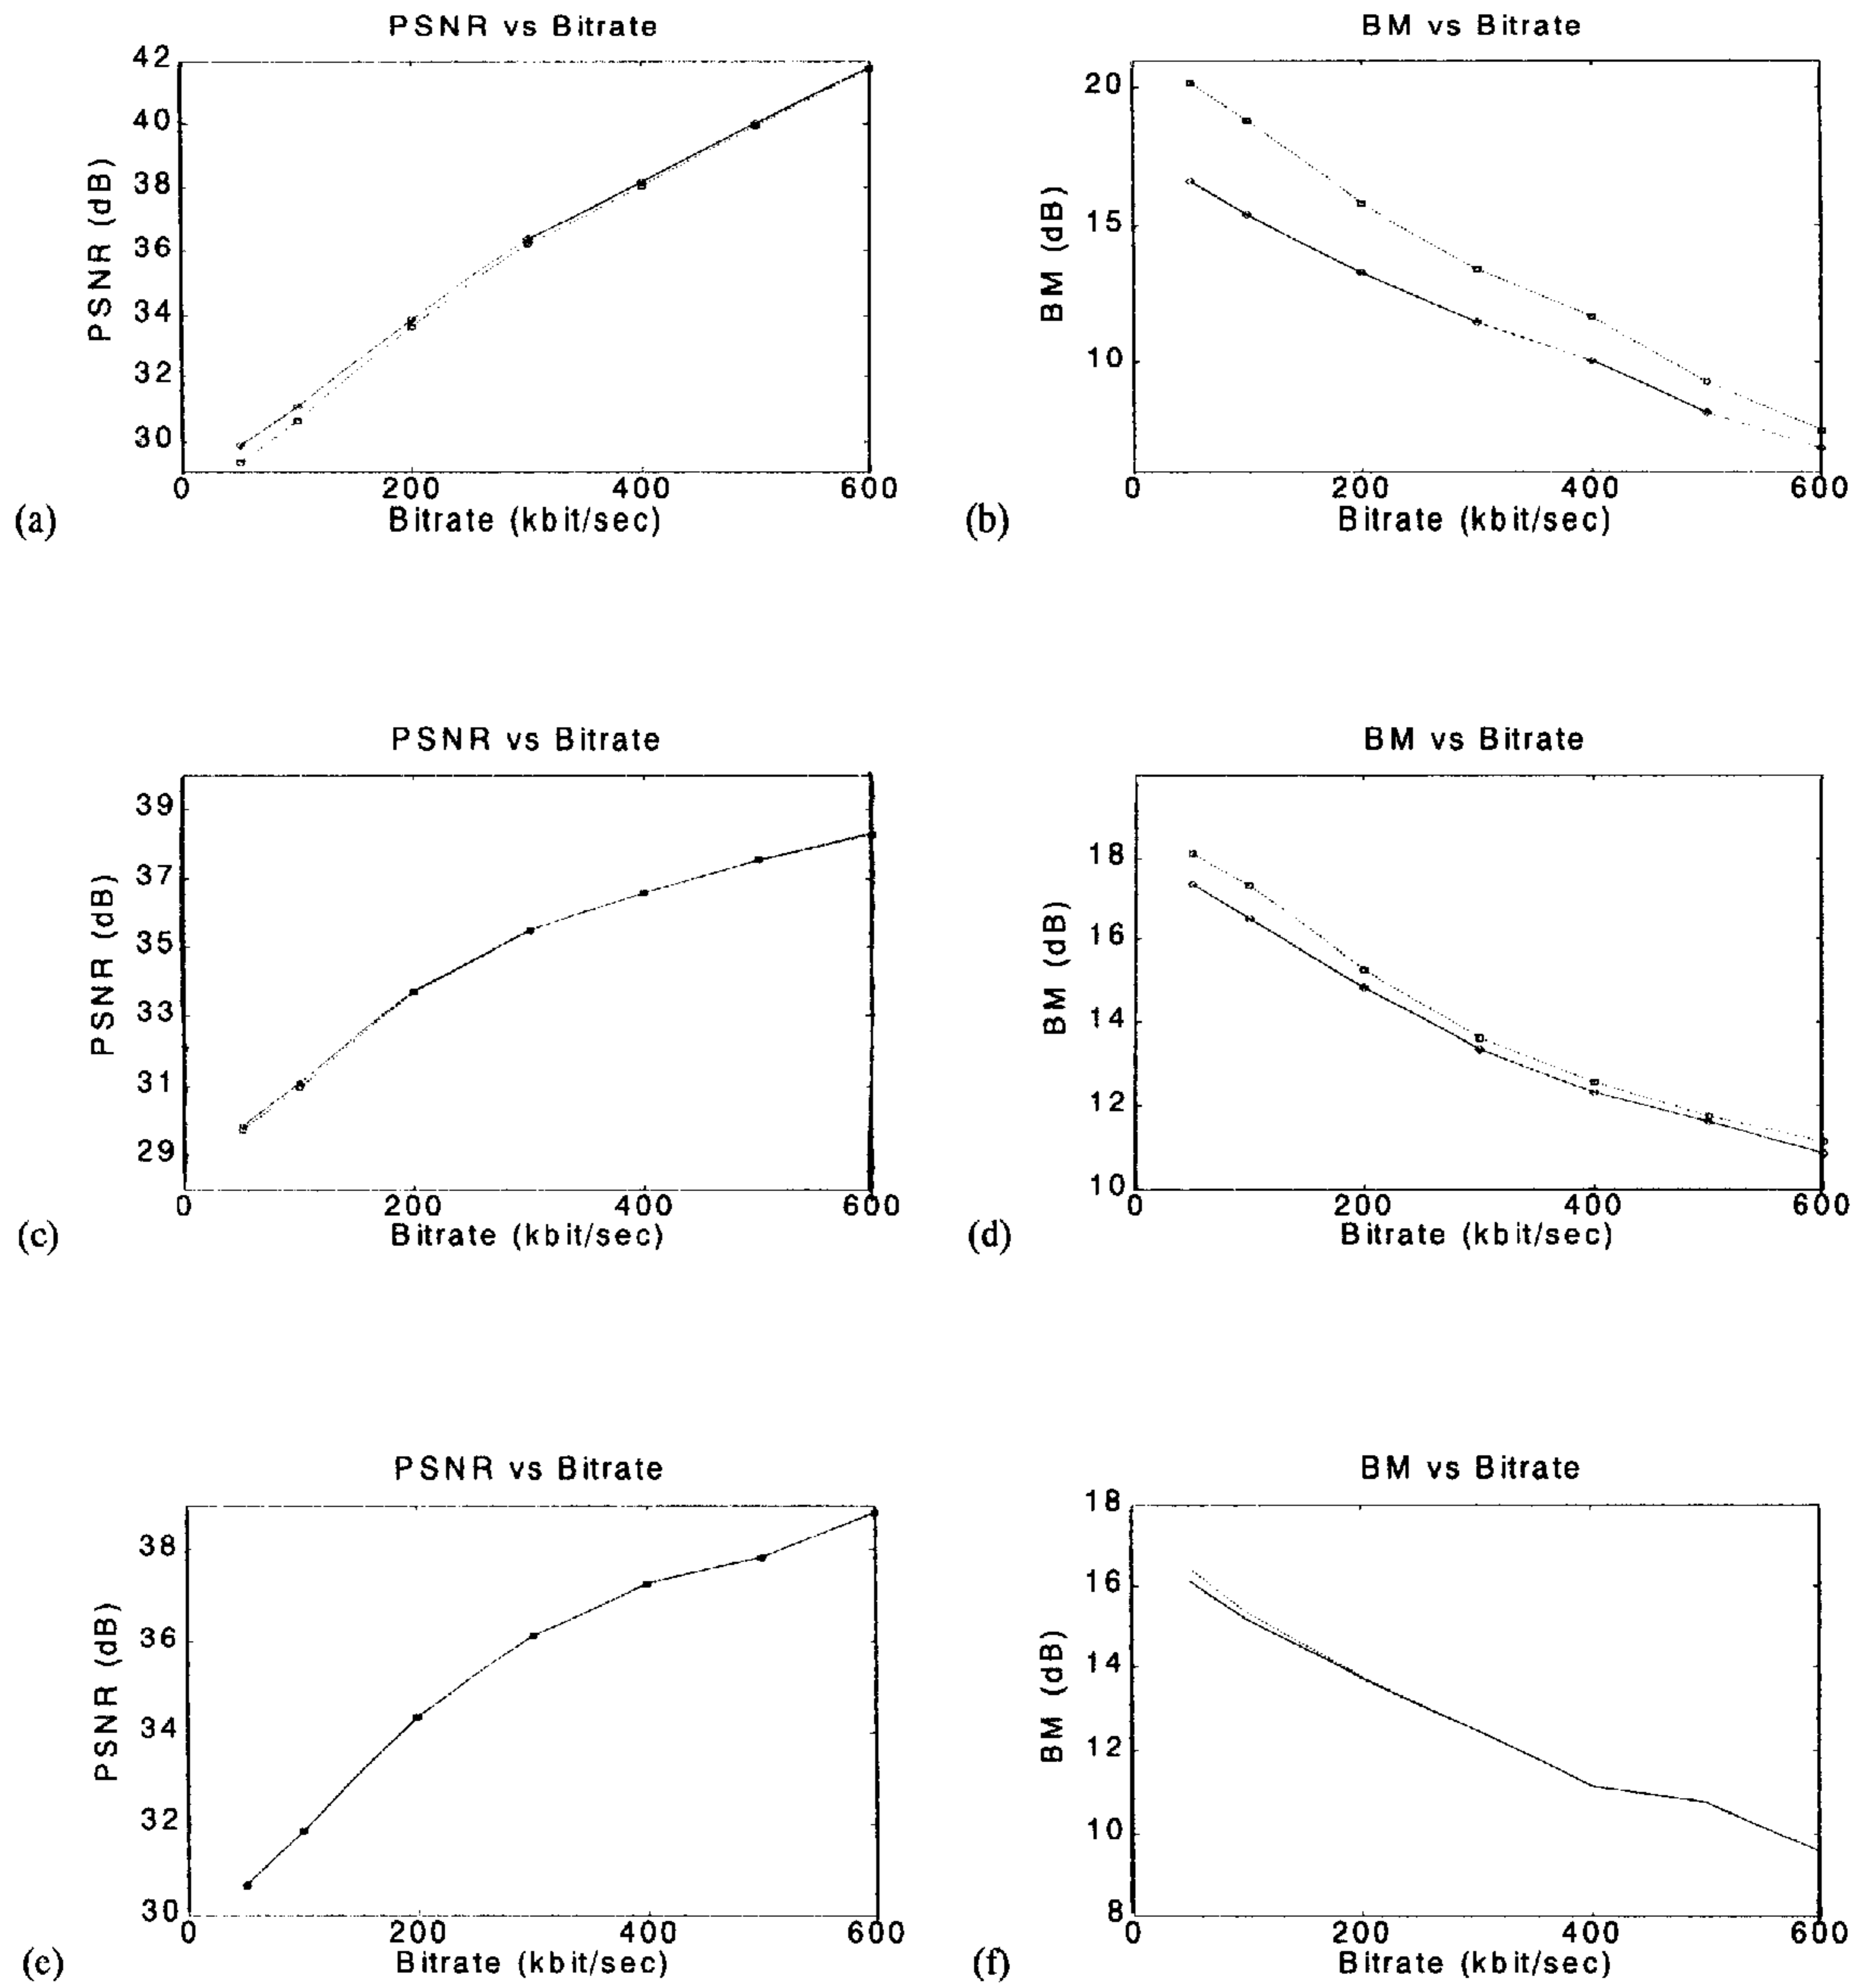 PSNR vs Bitrate
42
40
38
36
34
32
30
PSNR (dB)
0 200 400 600
Bitrate (kbit/sec)
(a)
BM vs Bitrate
20
15
10
BM (dB)
0 200 400 600
Bitrate (kbit/sec)
(b)
PSNR vs Bitrate
39
37
35
33
31
29
PSNR (dB)
0 200 400 600
Bitrate (kbit/sec)
(c)
BM vs Bitrate
18
16
14
12
10
BM (dB)
0 200 400 600
Bitrate (kbit/sec)
(d)
PSNR vs Bitrate
38
36
34
32
30
PSNR (dB)
0 200 400 600
Bitrate (kbit/sec)
(e)
BM vs Bitrate
18
16
14
12
10
8
BM (dB)
0 200 400 600
Bitrate (kbit/sec)
(f)